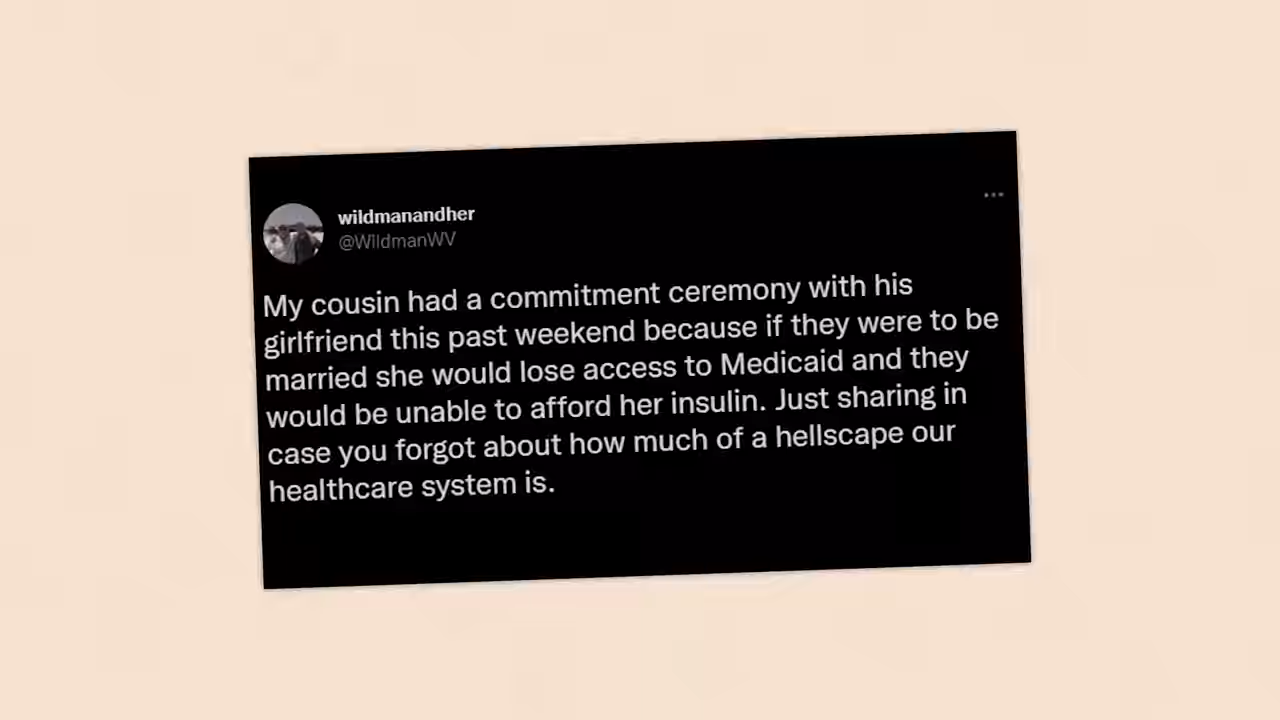 wildmanandher
@WildmanWV
My cousin had a commitment ceremony with his
girlfriend this past weekend because if they were to be
married she would lose access to Medicaid and they
would be unable to afford her insulin. Just sharing in
case you forgot about how much of a hellscape our
healthcare system is.